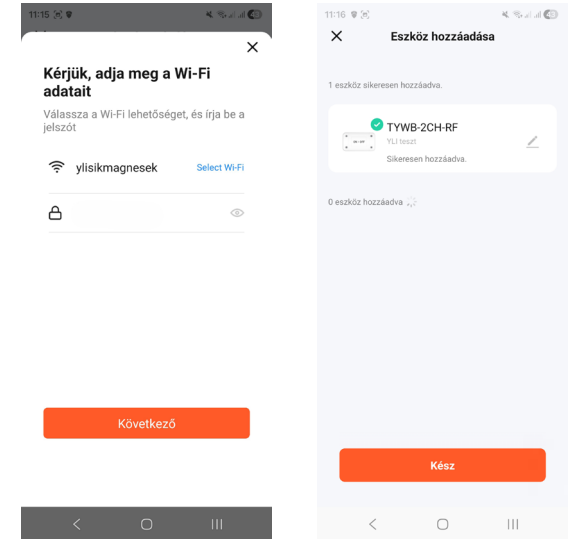 11:15
43
Kérjük, adja meg a Wi-Fi
adatait
Válassza a Wi-Fi lehetőséget, és írja be a
jelszót
ylisikmagnesek
Select Wi-Fi
Következő
11:16
43
Eszköz hozzáadása
1 eszköz sikeresen hozzáadva.
TYWB-2CH-RF
YLI teszt
Sikeresen hozzáadva.
0 eszköz hozzáadva
Kész